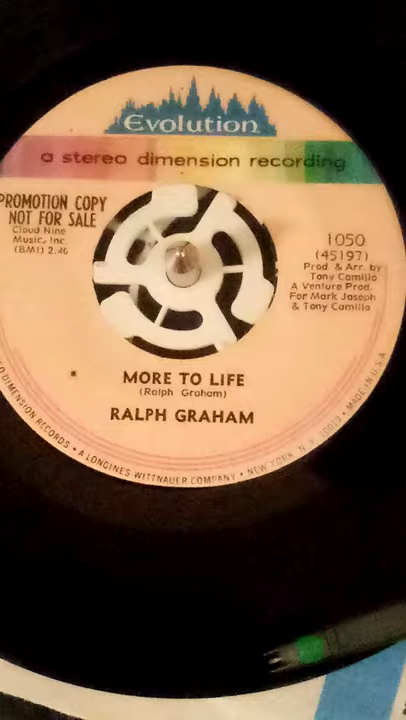 Evolution
a stereo dimension recording
PROMOTION COPY
NOT FOR SALE
Cloud Nine
Music, Inc.
(BMI) 2:46
1050
(45197)
Prod. & Arr. by
Tony Camillo
A Venture Prod.
For Mark Joseph
& Tony Camillo
MORE TO LIFE
(Ralph Graham)
RALPH GRAHAM
O DIMENSION RECORDS • A LONGINES-WITTNAUER COMPANY • NEW YORK, N.Y. 10019 • MADE IN U.S.A.